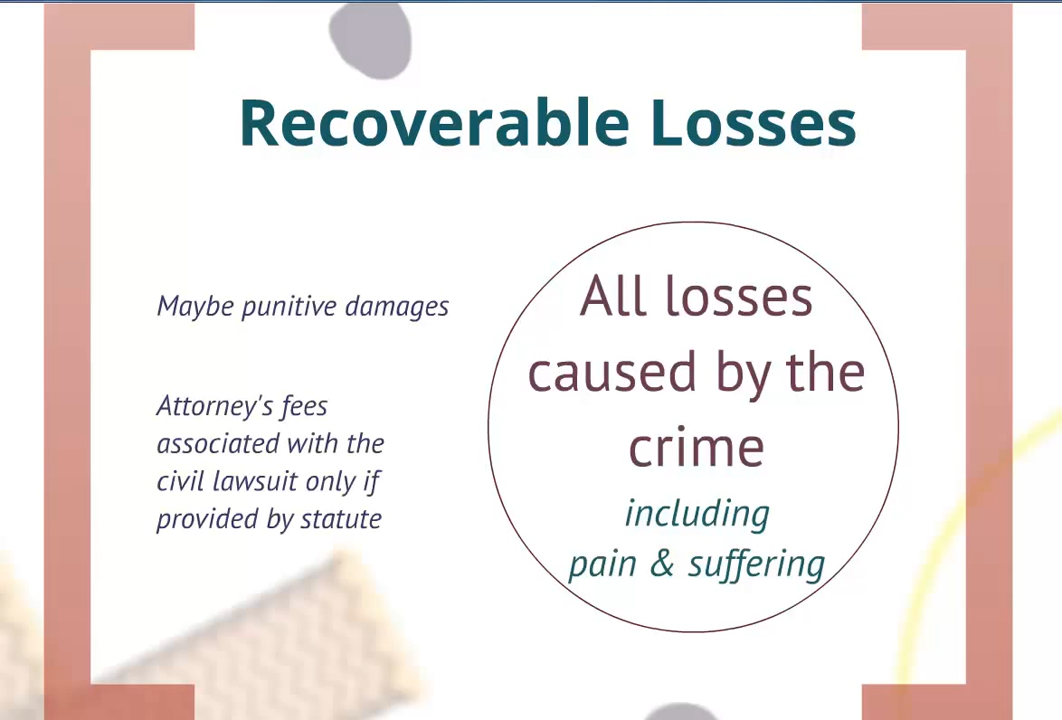 Recoverable Losses
Maybe punitive damages
Attorney's fees
associated with the
civil lawsuit only if
provided by statute
All losses
caused by the
crime
including
pain & suffering